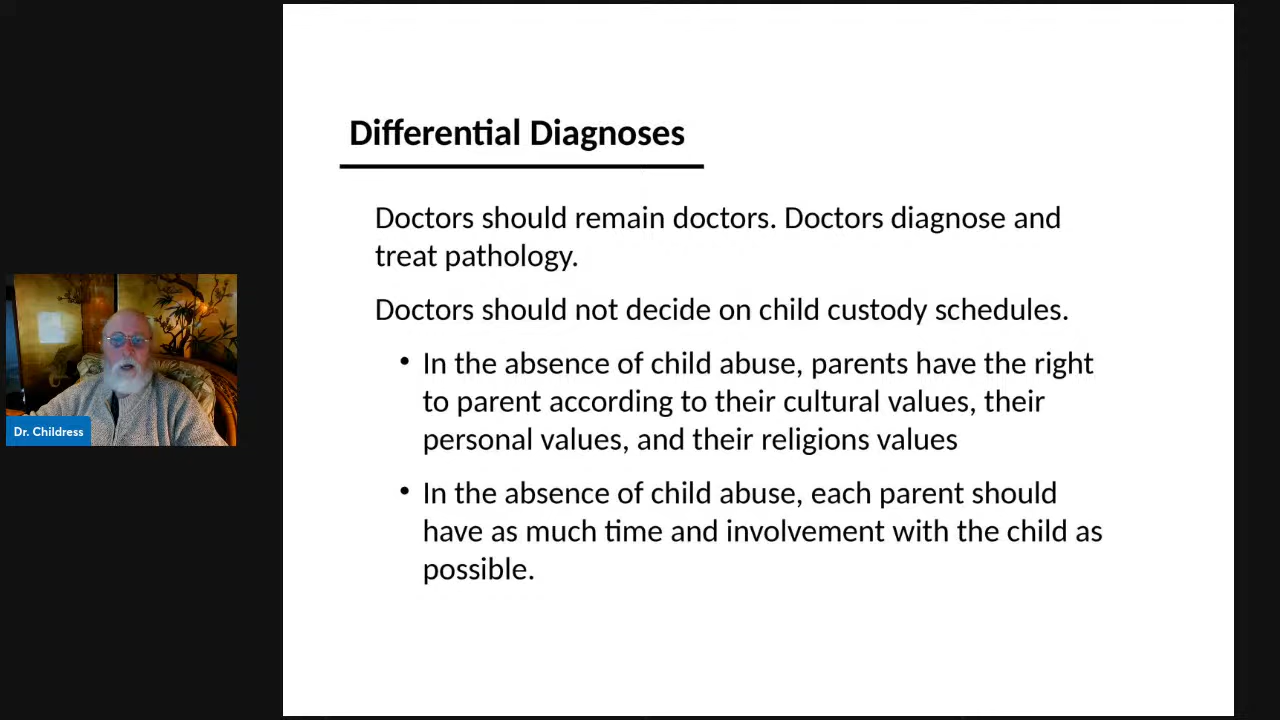 Differential Diagnoses
Doctors should remain doctors. Doctors diagnose and
treat pathology.
Doctors should not decide on child custody schedules.
• In the absence of child abuse, parents have the right
to parent according to their cultural values, their
personal values, and their religions values
• In the absence of child abuse, each parent should
have as much time and involvement with the child as
possible.
Dr. Childress